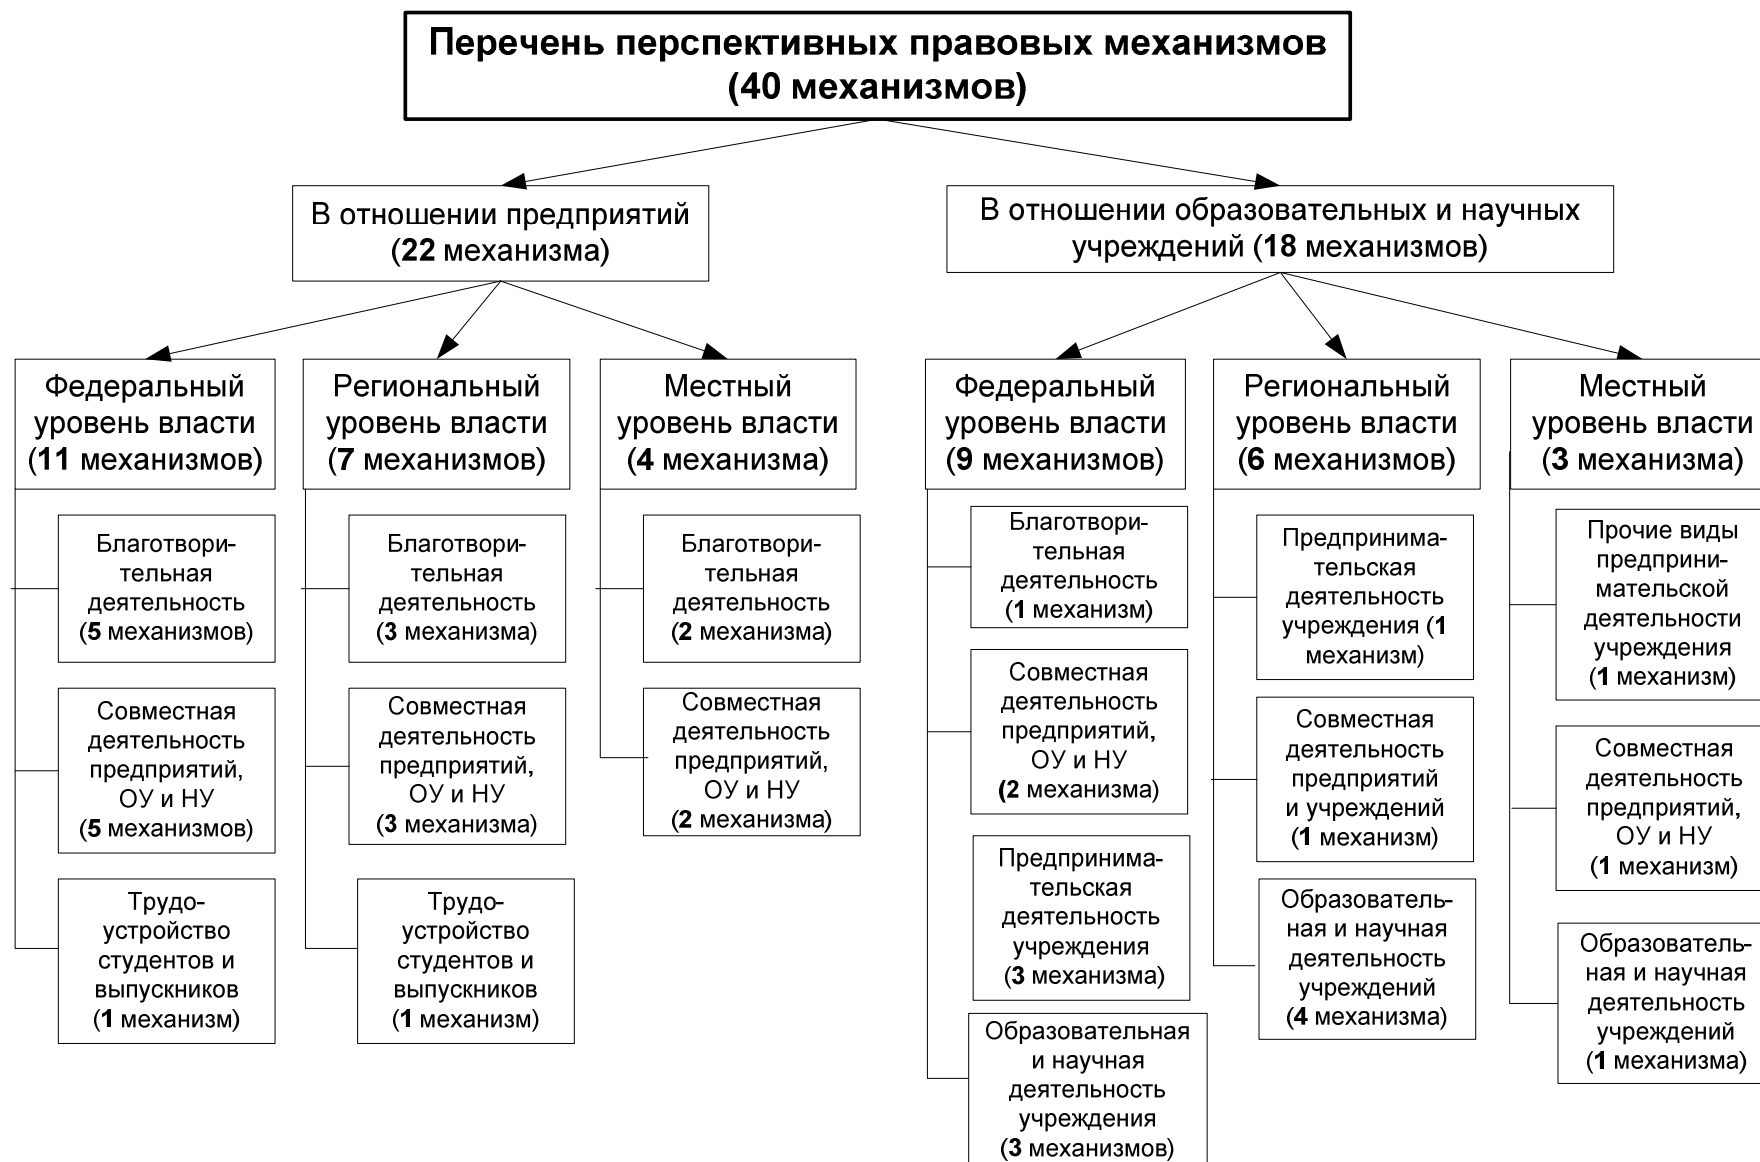 Перечень перспективных правовых механизмов
(40 механизмов)
В отношении предприятий
(22 механизма)
В отношении образовательных и научных
учреждений (18 механизмов)
Федеральный
уровень власти
(11 механизмов)
Региональный
уровень власти
(7 механизмов)
Местный
уровень власти
(4 механизма)
Федеральный
уровень власти
(9 механизмов)
Региональный
уровень власти
(6 механизмов)
Местный
уровень власти
(3 механизма)
Благотвори-
тельная
деятельность
(5 механизмов)
Совместная
деятельность
предприятий,
ОУ и НУ
(5 механизмов)
Трудо-
устройство
студентов и
выпускников
(1 механизм)
Благотвори-
тельная
деятельность
(3 механизма)
Совместная
деятельность
предприятий,
ОУ и НУ
(3 механизма)
Трудо-
устройство
студентов и
выпускников
(1 механизм)
Благотвори-
тельная
деятельность
(2 механизма)
Совместная
деятельность
предприятий,
ОУ и НУ
(2 механизма)
Благотвори-
тельная
деятельность
(1 механизм)
Совместная
деятельность
предприятий,
ОУ и НУ
(2 механизма)
Предпринима-
тельская
деятельность
учреждения
(3 механизма)
Образовательная
и научная
деятельность
учреждения
(3 механизмов)
Предпринима-
тельская
деятельность
учреждения (1
механизм)
Совместная
деятельность
предприятий
и учреждений
(1 механизм)
Образователь-
ная и научная
деятельность
учреждений
(4 механизма)
Прочие виды
предприни-
мательской
деятельности
учреждения
(1 механизм)
Совместная
деятельность
предприятий,
ОУ и НУ
(1 механизм)
Образователь-
ная и научная
деятельность
учреждений
(1 механизма)